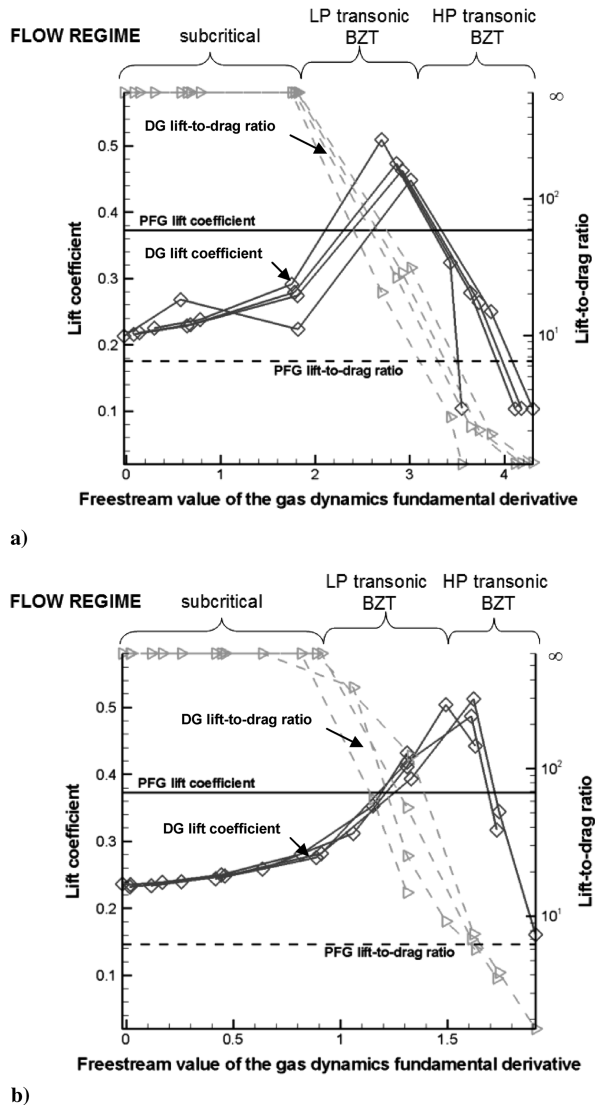 FLOW REGIME
subcritical
LP transonic
BZT
HP transonic
BZT
∞
DG lift-to-drag ratio
0.5
10²
0.4
PFG lift coefficient
Lift coefficient
Lift-to-drag ratio
DG lift coefficient
0.3
10¹
0.2
PFG lift-to-drag ratio
0.1
0 1 2 3 4
Freestream value of the gas dynamics fundamental derivative
a)
FLOW REGIME
subcritical
LP transonic
BZT
HP transonic
BZT
∞
0.5
DG lift-to-drag ratio
10²
0.4
PFG lift coefficient
Lift coefficient
Lift-to-drag ratio
DG lift coefficient
0.3
0.2
10¹
PFG lift-to-drag ratio
0.1
0 0.5 1 1.5
Freestream value of the gas dynamics fundamental derivative
b)